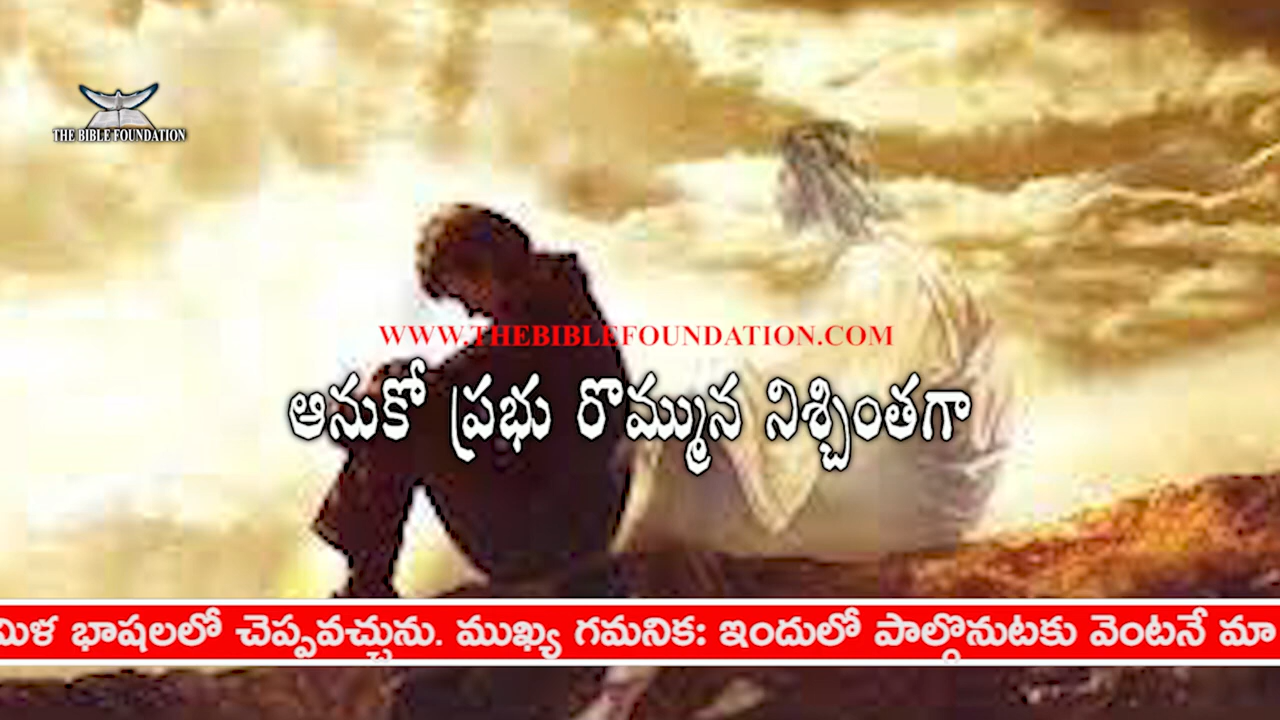 THE BIBLE FOUNDATION
WWW.THEBIBLEFOUNDATION.COM
ఆనుకో ప్రభు రొమ్మున నిశ్చింతగా
మిళ భాషలలో చెప్పవచ్చును. ముఖ్య గమనిక: ఇందులో పాల్గొనుటకు వెంటనే మా